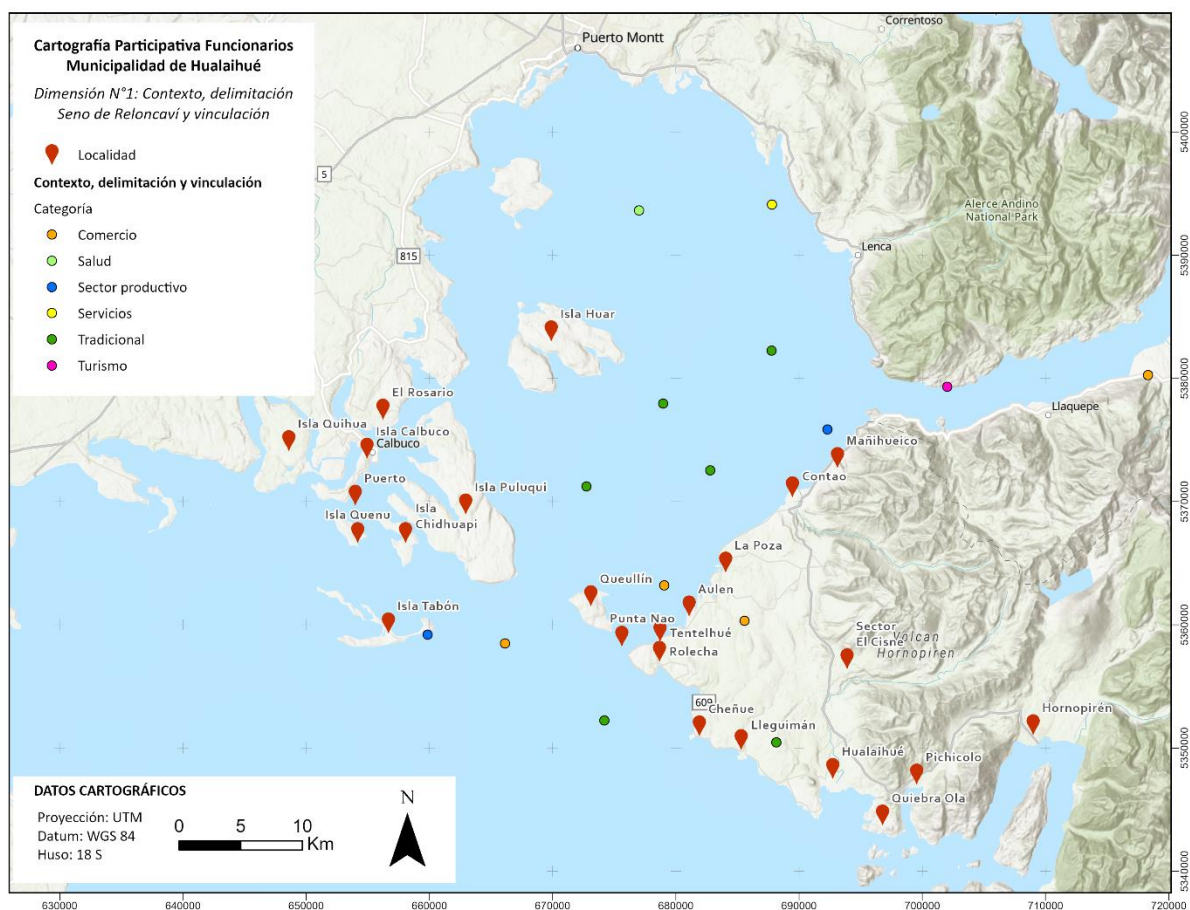 Cartografía Participativa Funcionarios
Municipalidad de Hualaihué
Dimensión N°1: Contexto, delimitación
Seno de Reloncaví y vinculación
Localidad
Contexto, delimitación y vinculación
Categoría
Comercio
Salud
Sector productivo
Servicios
Tradicional
Turismo
Correntoso
Puerto Montt
5
Alerce Andino
National Park
815
Lenca
Isla Huar
El Rosario
Isla Quihua
Isla Calbuco
Calbuco
Llaquepe
Mañihueico
Puerto
Isla Puluqui
Contao
Isla Quenu
Isla
Chidhuapi
La Poza
Queullín
Aulen
Isla Tabón
Punta Nao
Tentelhué
Rolecha
Sector
El Cisne
Volcan
Hornopiren
609
Cheñue
Lleguimán
Hornopirén
Hualaihué
Pichicolo
Quiebra Ola
DATOS CARTOGRÁFICOS
Proyección: UTM
Datum: WGS 84
Huso: 18 S
0 5 10
Km
N
5400000
5390000
5380000
5370000
5360000
5350000
5340000
630000 640000 650000 660000 670000 680000 690000 700000 710000 720000